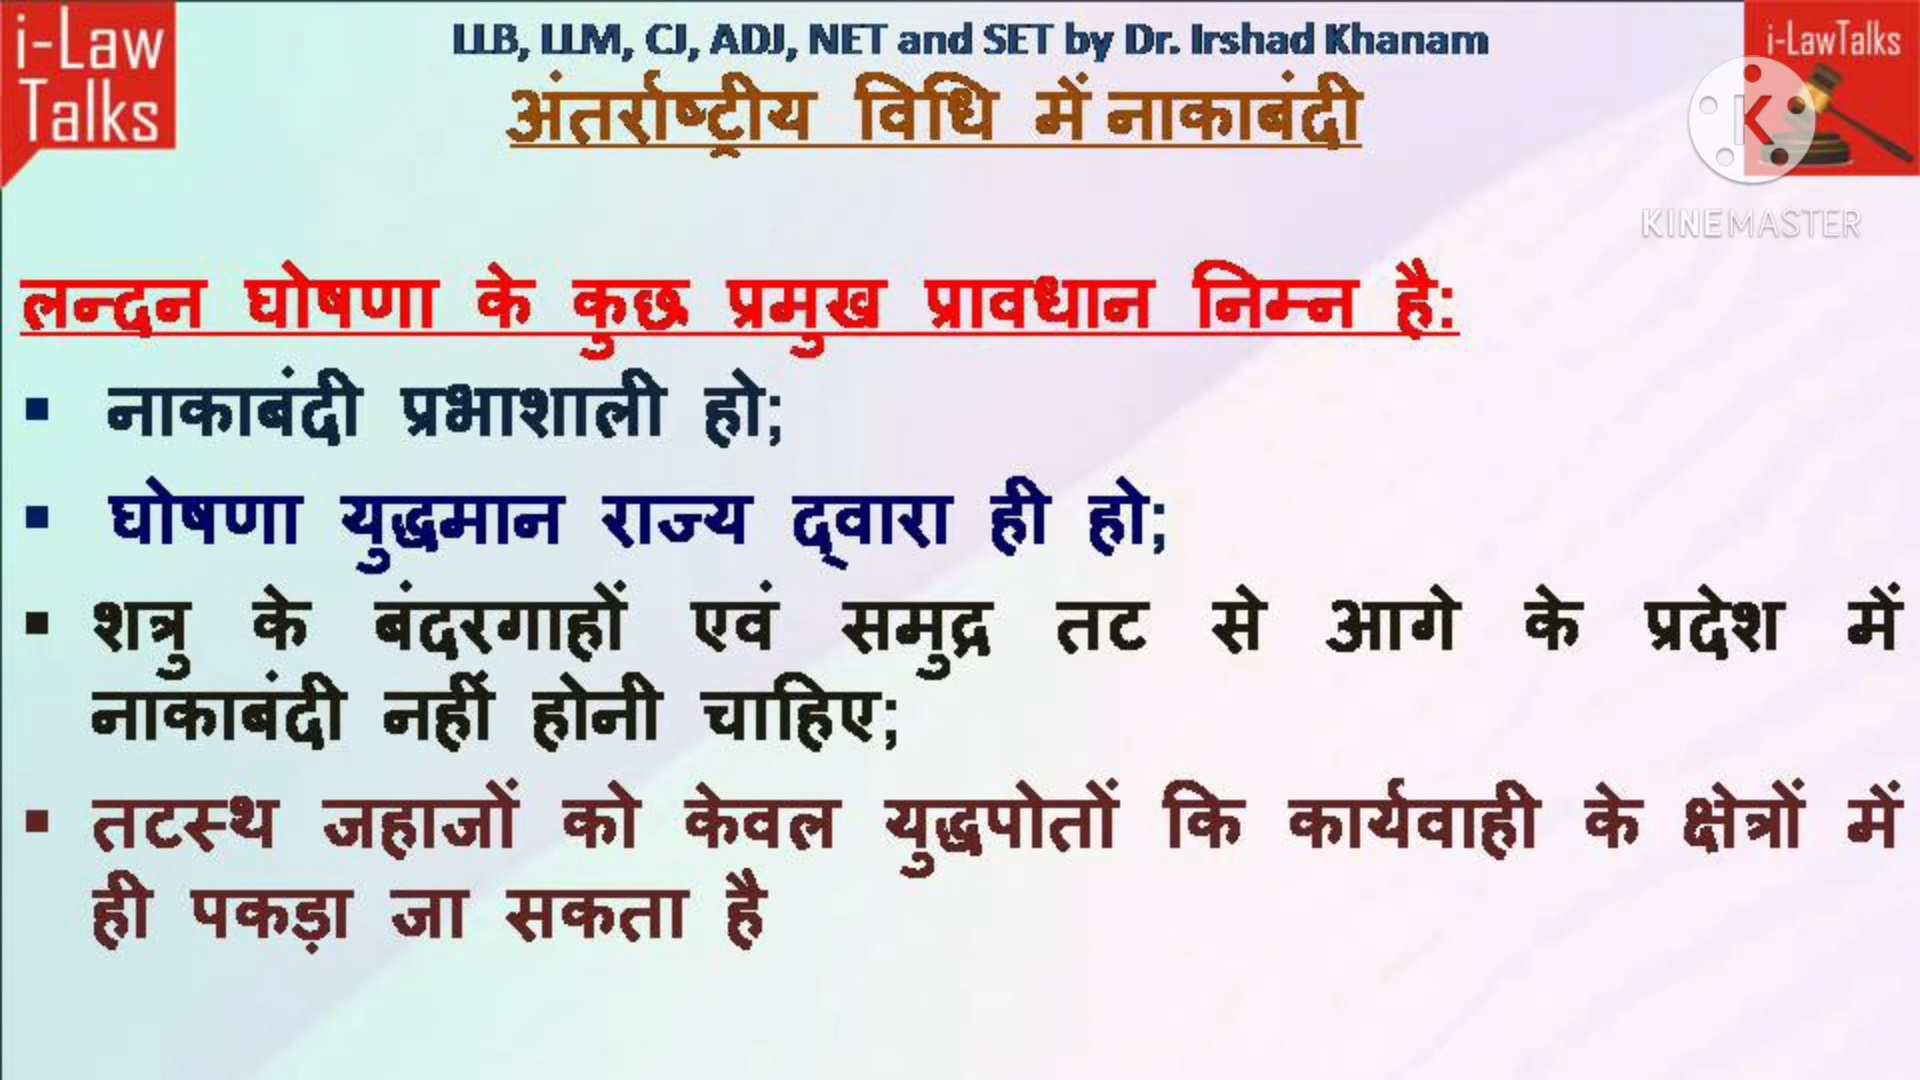 i-Law
Talks
LLB, LLM, CJ, ADJ, NET and SET by Dr. Irshad Khanam
i-LawTalks
अंतर्राष्ट्रीय विधि में नाकाबंदी
K
KINEMASTER
लन्दन घोषणा के कुछ प्रमुख प्रावधान निम्न है:
▪ नाकाबंदी प्रभाशाली हो;
▪ घोषणा युद्धमान राज्य द्वारा ही हो;
▪ शत्रु के बंदरगाहों एवं समुद्र तट से आगे के प्रदेश में
नाकाबंदी नहीं होनी चाहिए;
▪ तटस्थ जहाजों को केवल युद्धपोतों कि कार्यवाही के क्षेत्रों में
ही पकड़ा जा सकता है